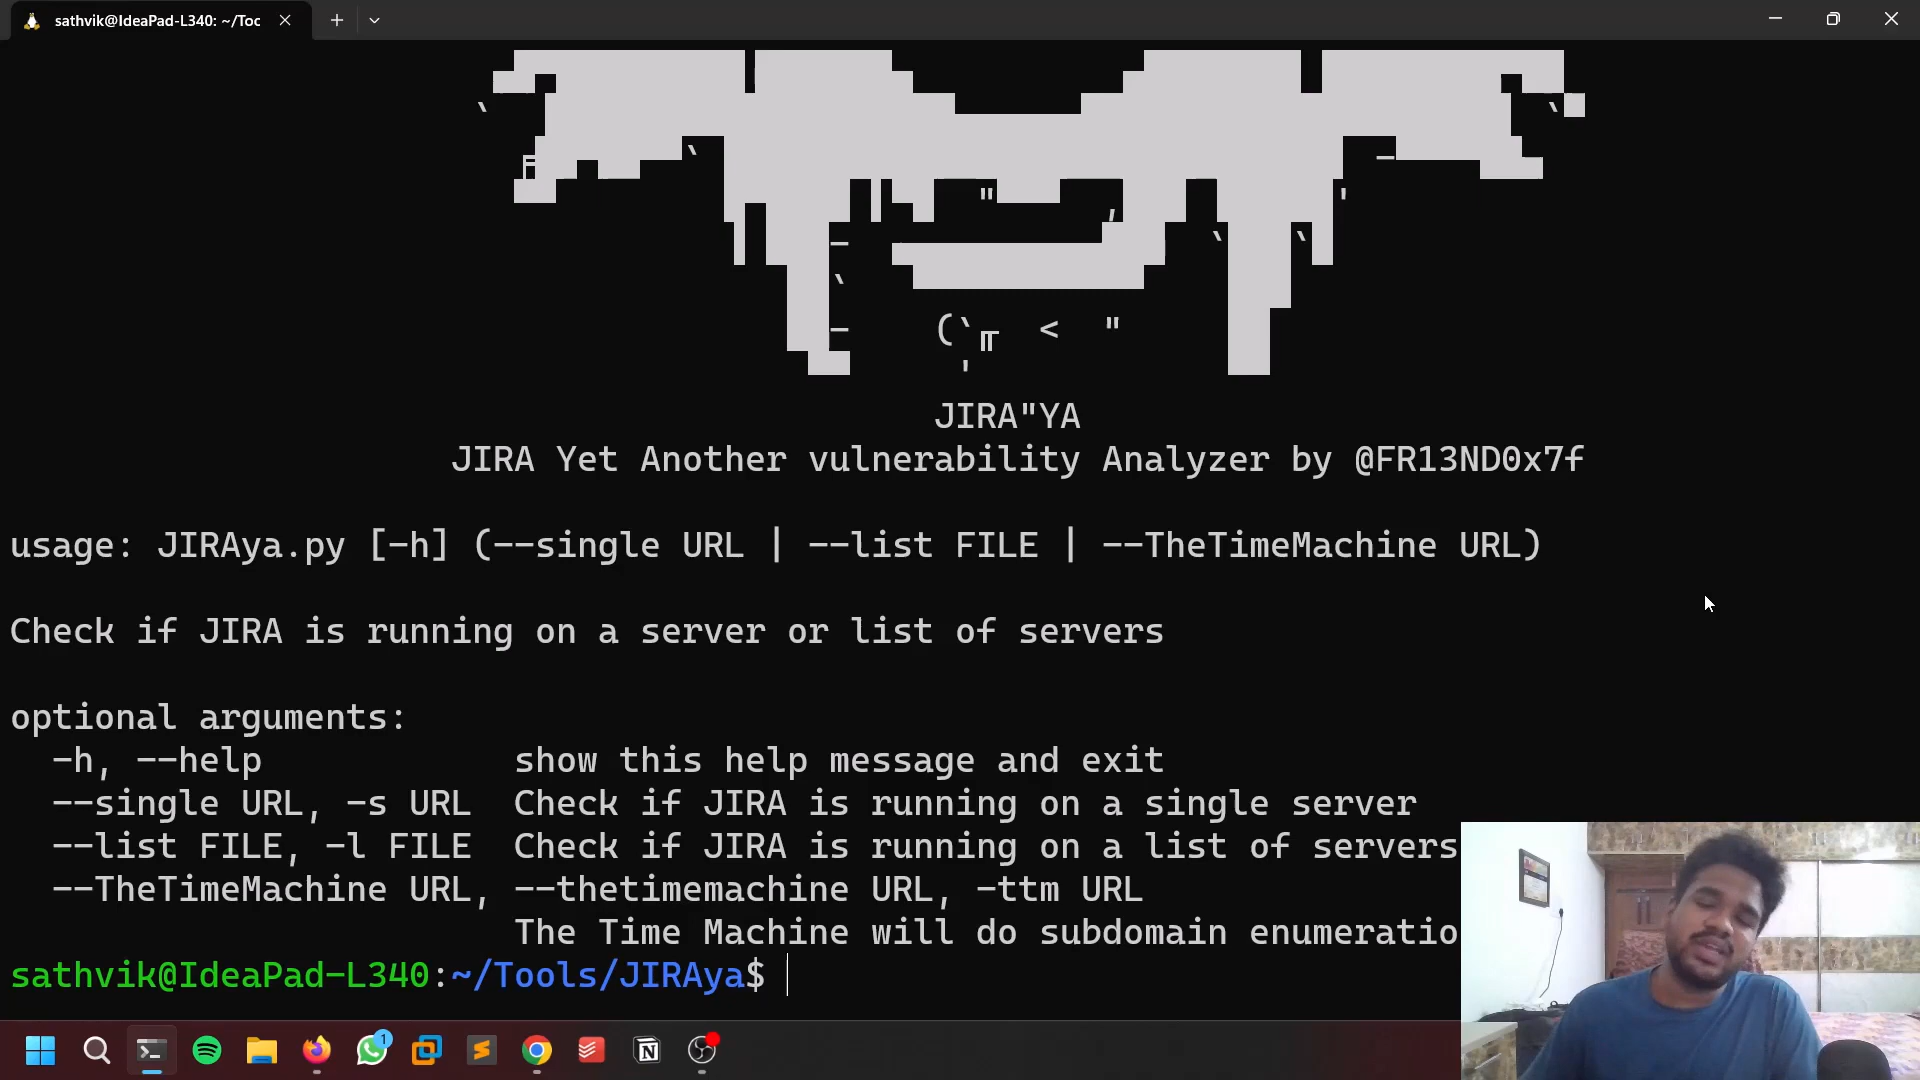 sathvik@IdeaPad-L340: ~/Toc
JIRA"YA
JIRA Yet Another vulnerability Analyzer by @FR13ND0x7f
usage: JIRAya.py [-h] (--single URL | --list FILE | --TheTimeMachine URL)
Check if JIRA is running on a server or list of servers
optional arguments:
-h, --help show this help message and exit
--single URL, -s URL Check if JIRA is running on a single server
--list FILE, -l FILE Check if JIRA is running on a list of servers
--TheTimeMachine URL, --thetimemachine URL, -ttm URL
The Time Machine will do subdomain enumeratio
sathvik@IdeaPad-L340:~/Tools/JIRAya$
1